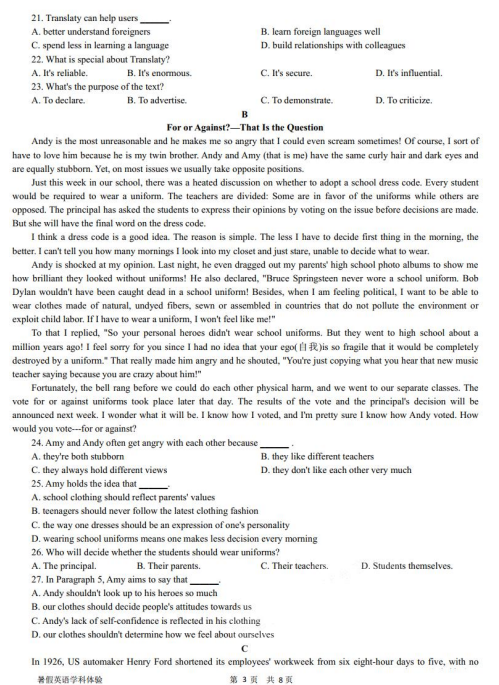 21. Translaty can help users ______.
A. better understand foreigners B. learn foreign languages well
C. spend less in learning a language D. build relationships with colleagues
22. What is special about Translaty?
A. It's reliable. B. It's enormous. C. It's secure. D. It's influential.
23. What's the purpose of the text?
A. To declare. B. To advertise. C. To demonstrate. D. To criticize.
B
For or Against?—That Is the Question
Andy is the most unreasonable and he makes me so angry that I could even scream sometimes! Of course, I sort of
have to love him because he is my twin brother. Andy and Amy (that is me) have the same curly hair and dark eyes and
are equally stubborn. Yet, on most issues we usually take opposite positions.
Just this week in our school, there was a heated discussion on whether to adopt a school dress code. Every student
would be required to wear a uniform. The teachers are divided: Some are in favor of the uniforms while others are
opposed. The principal has asked the students to express their opinions by voting on the issue before decisions are made.
But she will have the final word on the dress code.
I think a dress code is a good idea. The reason is simple. The less I have to decide first thing in the morning, the
better. I can't tell you how many mornings I look into my closet and just stare, unable to decide what to wear.
Andy is shocked at my opinion. Last night, he even dragged out my parents' high school photo albums to show me
how brilliant they looked without uniforms! He also declared, "Bruce Springsteen never wore a school uniform. Bob
Dylan wouldn't have been caught dead in a school uniform! Besides, when I am feeling political, I want to be able to
wear clothes made of natural, undyed fibers, sewn or assembled in countries that do not pollute the environment or
exploit child labor. If I have to wear a uniform, I won't feel like me!"
To that I replied, "So your personal heroes didn't wear school uniforms. But they went to high school about a
million years ago! I feel sorry for you since I had no idea that your ego(自我)is so fragile that it would be completely
destroyed by a uniform." That really made him angry and he shouted, "You're just copying what you hear that new music
teacher saying because you are crazy about him!"
Fortunately, the bell rang before we could do each other physical harm, and we went to our separate classes. The
vote for or against uniforms took place later that day. The results of the vote and the principal's decision will be
announced next week. I wonder what it will be. I know how I voted, and I'm pretty sure I know how Andy voted. How
would you vote---for or against?
24. Amy and Andy often get angry with each other because ______ .
A. they're both stubborn B. they like different teachers
C. they always hold different views D. they don't like each other very much
25. Amy holds the idea that ______.
A. school clothing should reflect parents' values
B. teenagers should never follow the latest clothing fashion
C. the way one dresses should be an expression of one's personality
D. wearing school uniforms means one makes less decision every morning
26. Who will decide whether the students should wear uniforms?
A. The principal. B. Their parents. C. Their teachers. D. Students themselves.
27. In Paragraph 5, Amy aims to say that ______.
A. Andy shouldn't look up to his heroes so much
B. our clothes should decide people's attitudes towards us
C. Andy's lack of self-confidence is reflected in his clothing
D. our clothes shouldn't determine how we feel about ourselves
C
In 1926, US automaker Henry Ford shortened its employees' workweek from six eight-hour days to five, with no
暑假英语学科体验 第 3 页 共 8 页